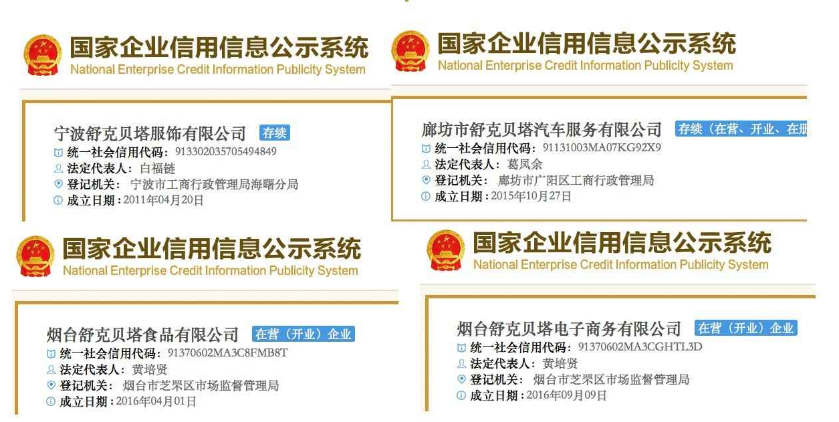 国家企业信用信息公示系统
National Enterprise Credit Information Publicity System
宁波舒克贝塔服饰有限公司 存续
统一社会信用代码：913302035705494849
法定代表人：白福链
登记机关：宁波市工商行政管理局海曙分局
成立日期：2011年04月20日
国家企业信用信息公示系统
National Enterprise Credit Information Publicity System
廊坊市舒克贝塔汽车服务有限公司 存续（在营、开业、在册
统一社会信用代码：91131003MA07KG92X9
法定代表人：葛凤余
登记机关：廊坊市广阳区工商行政管理局
成立日期：2015年10月27日
国家企业信用信息公示系统
National Enterprise Credit Information Publicity System
烟台舒克贝塔食品有限公司 在营（开业）企业
统一社会信用代码：91370602MA3C8FMB8T
法定代表人：黄培贤
登记机关：烟台市芝罘区市场监督管理局
成立日期：2016年04月01日
国家企业信用信息公示系统
National Enterprise Credit Information Publicity System
烟台舒克贝塔电子商务有限公司 在营（开业）企业
统一社会信用代码：91370602MA3CGHTL3D
法定代表人：黄培贤
登记机关：烟台市芝罘区市场监督管理局
成立日期：2016年09月09日